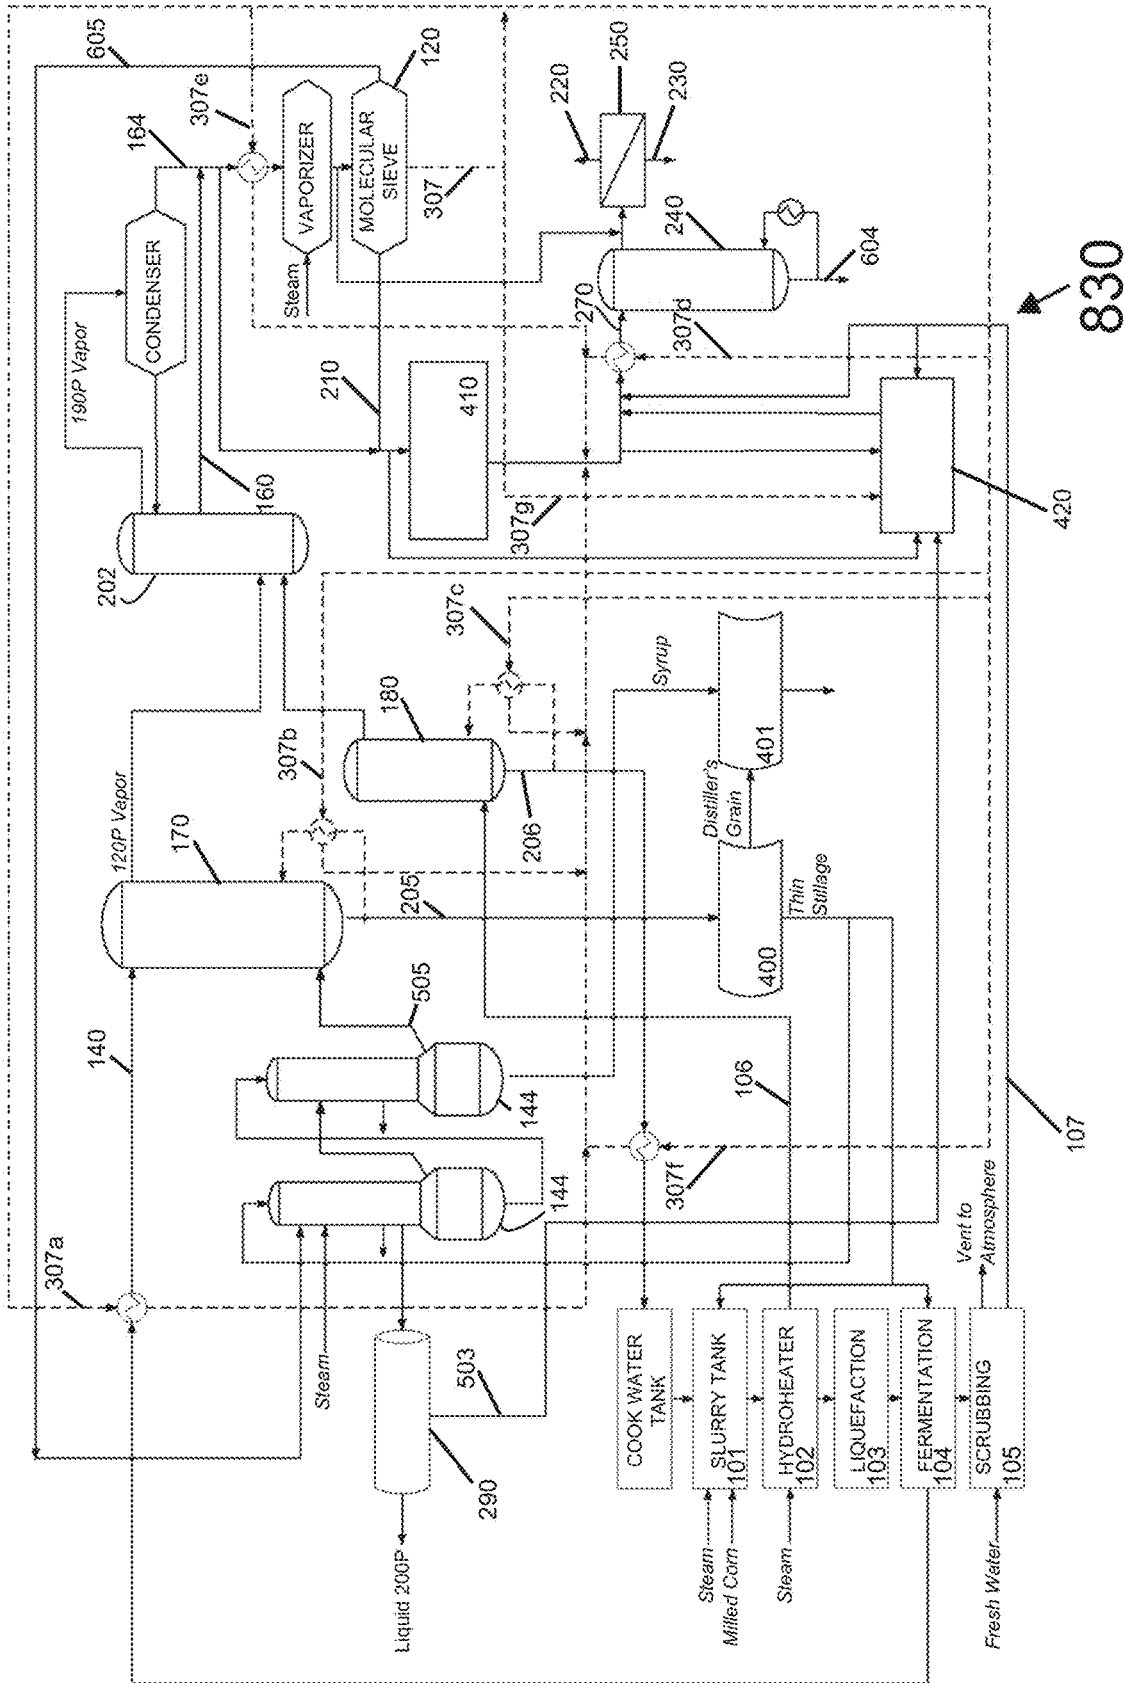 605
164
307e
120
250
220
230
VAPORIZER
MOLECULAR
SIEVE
CONDENSER
Steam
307
240
604
190P Vapor
210
410
270
307d
830
160
202
307g
420
120P Vapor
307b
307c
180
170
Syrup
206
401
Distiller's
Grain
205
Thin
Stillage
400
505
140
144
106
107
144
307f
307a
Vent to
Atmosphere
Steam
503
290
COOK WATER
TANK
SLURRY TANK
101
HYDROHEATER
102
LIQUEFACTION
103
FERMENTATION
104
SCRUBBING
105
Liquid 200P
Steam
Milled Corn
Steam
Fresh Water